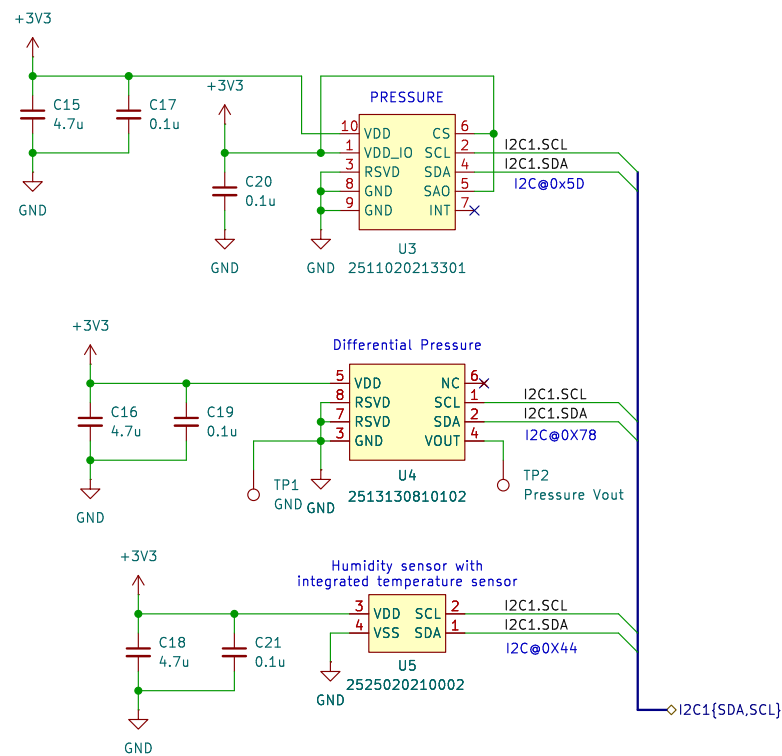 +3V3
C15
4.7u
C17
0.1u
GND
+3V3
C20
0.1u
GND
PRESSURE
10 VDD
1 VDD_IO
3 RSVD
8 GND
9 GND
CS 6
SCL 2
SDA 4
SAO 5
INT 7
GND
U3
2511020213301
I2C1.SCL
I2C1.SDA
I2C@0x5D
+3V3
C16
4.7u
C19
0.1u
GND
Differential Pressure
5 VDD
8 RSVD
7 RSVD
3 GND
NC 6
SCL 1
SDA 2
VOUT 4
TP1
GND
GND
U4
2513130810102
I2C1.SCL
I2C1.SDA
I2C@0X78
TP2
Pressure Vout
+3V3
C18
4.7u
C21
0.1u
GND
Humidity sensor with
integrated temperature sensor
3 VDD
4 VSS
SCL 2
SDA 1
GND
U5
2525020210002
I2C1.SCL
I2C1.SDA
I2C@0X44
I2C1{SDA,SCL}